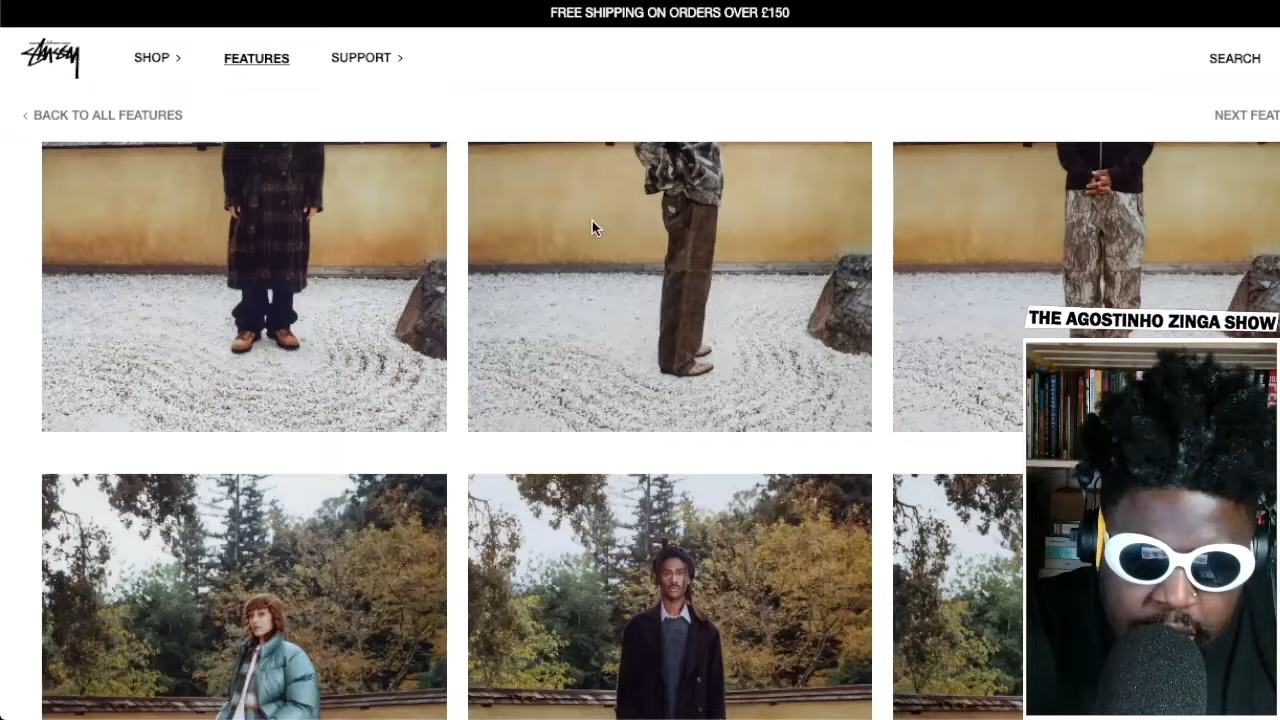 FREE SHIPPING ON ORDERS OVER £150
Stüssy
SHOP >
FEATURES
SUPPORT >
SEARCH
< BACK TO ALL FEATURES
NEXT FEAT
THE AGOSTINHO ZINGA SHOW